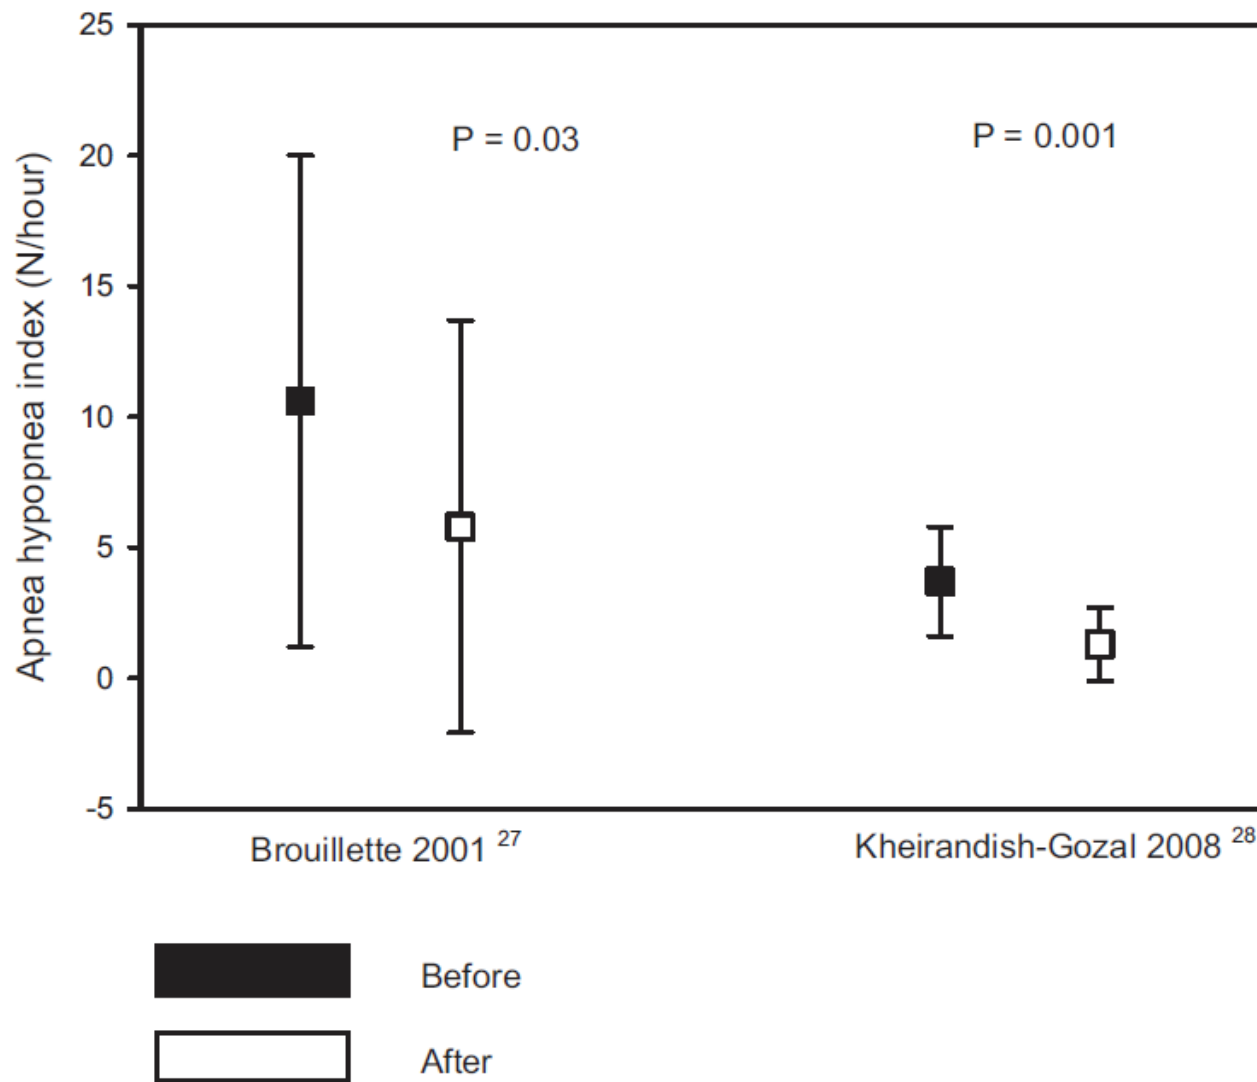 Apnea hypopnea index (N/hour)
25
20
15
10
5
0
-5
P = 0.03
P = 0.001
Brouillette 2001 27
Kheirandish-Gozal 2008 28
Before
After